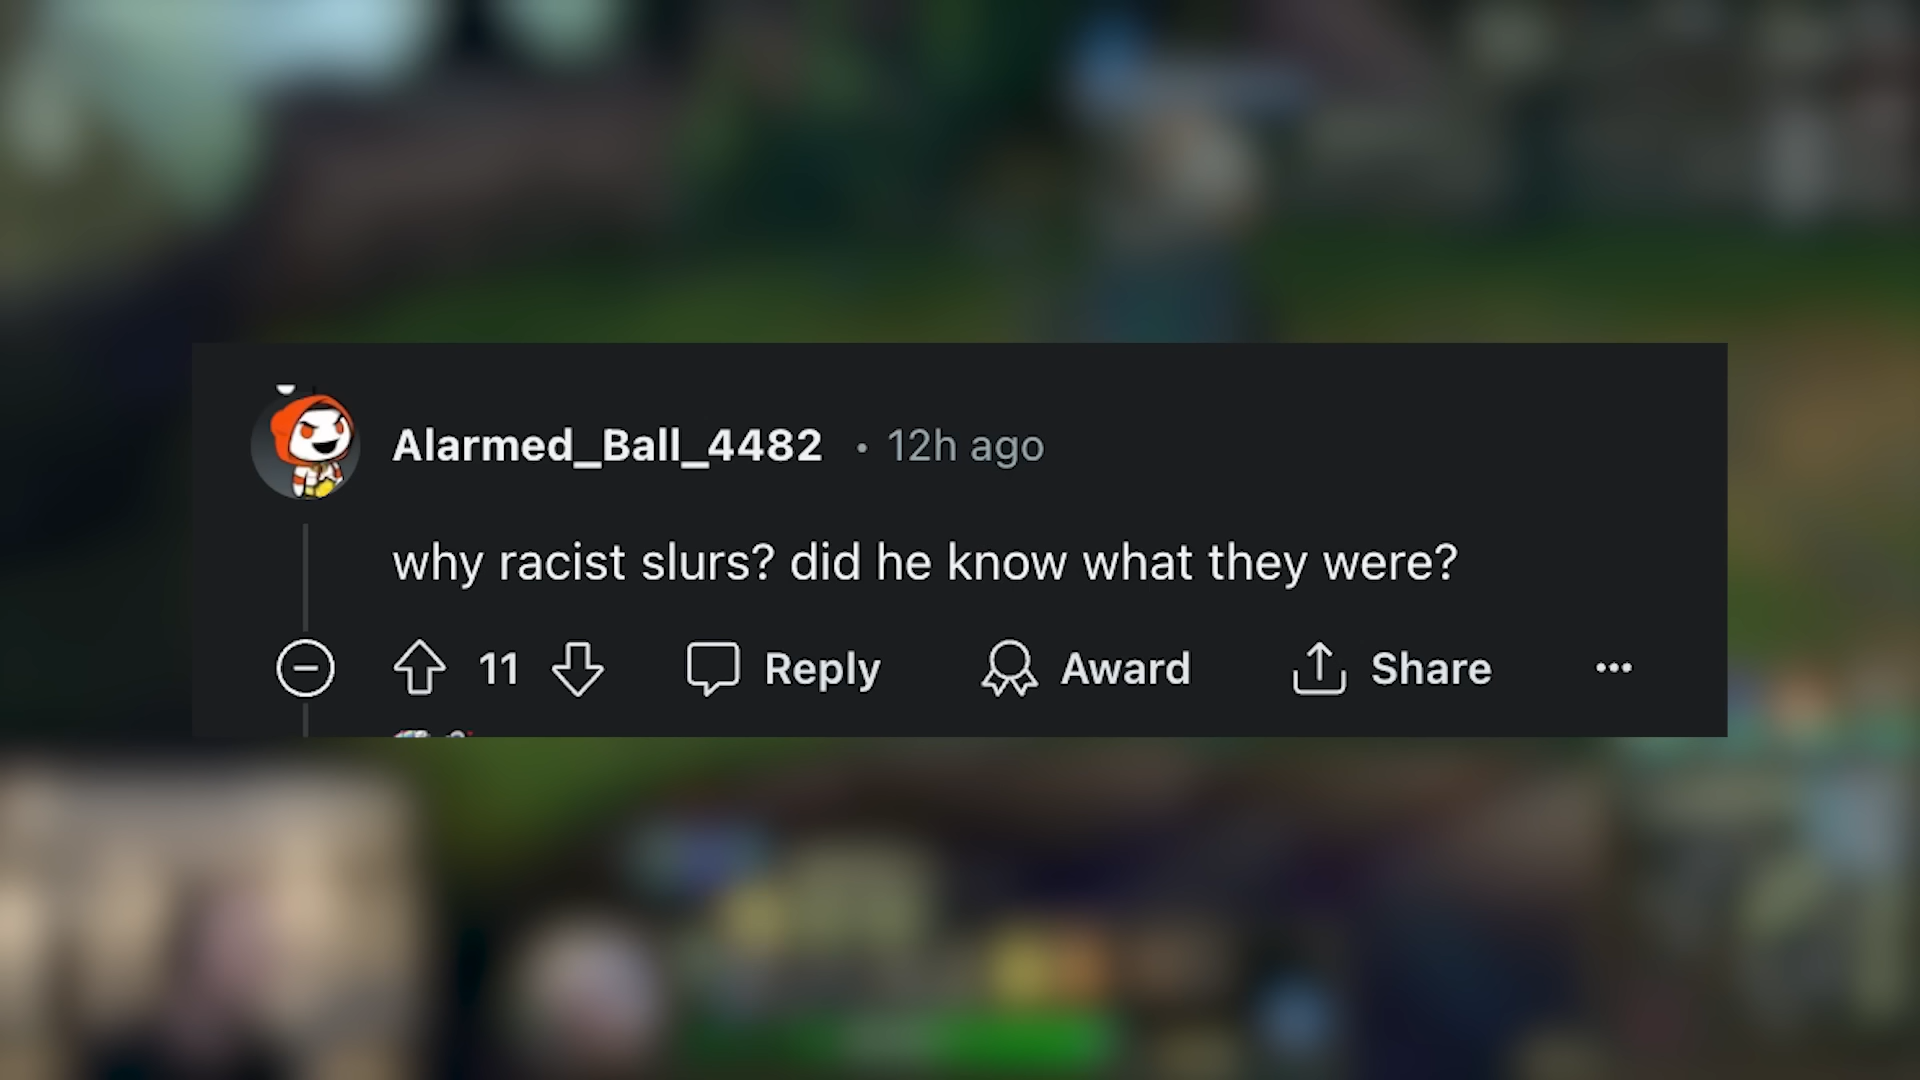 Alarmed_Ball_4482 • 12h ago
why racist slurs? did he know what they were?
11 Reply Award Share ...